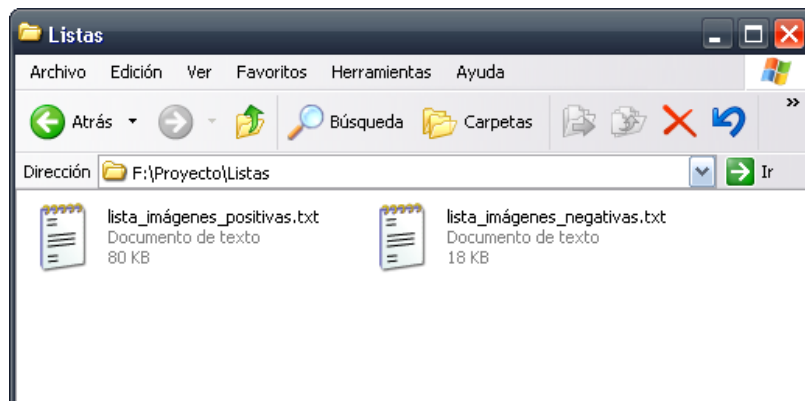 Listas
Archivo Edición Ver Favoritos Herramientas Ayuda
Atrás Búsqueda Carpetas »
Dirección F:\Proyecto\Listas Ir
lista_imágenes_positivas.txt
Documento de texto
80 KB
lista_imágenes_negativas.txt
Documento de texto
18 KB